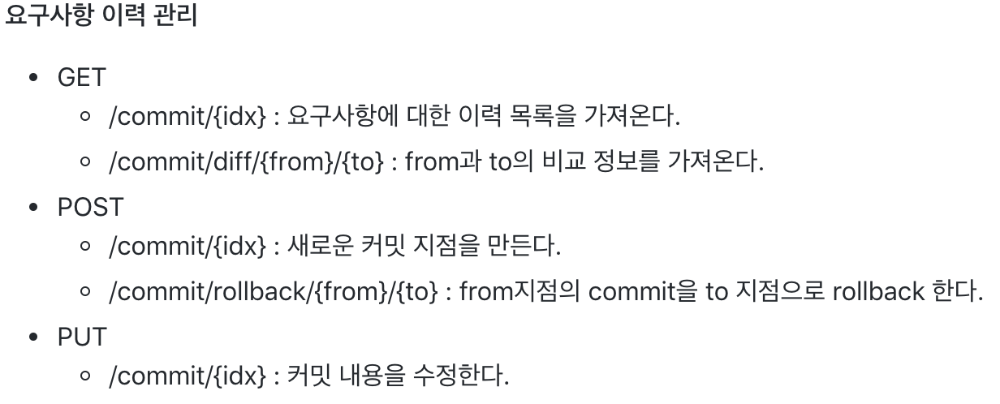 요구사항 이력 관리
• GET
◦ /commit/{idx} : 요구사항에 대한 이력 목록을 가져온다.
◦ /commit/diff/{from}/{to} : from과 to의 비교 정보를 가져온다.
• POST
◦ /commit/{idx} : 새로운 커밋 지점을 만든다.
◦ /commit/rollback/{from}/{to} : from지점의 commit을 to 지점으로 rollback 한다.
• PUT
◦ /commit/{idx} : 커밋 내용을 수정한다.